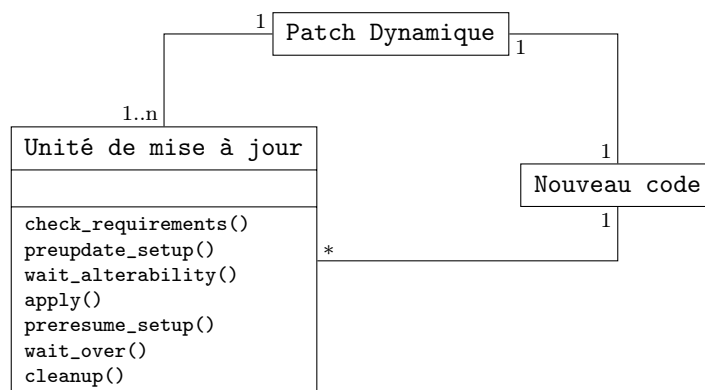 1
Patch Dynamique
1
1..n
Unité de mise à jour
1
Nouveau code
1
check_requirements()
preupdate_setup()
*
wait_alterability()
apply()
preresume_setup()
wait_over()
cleanup()